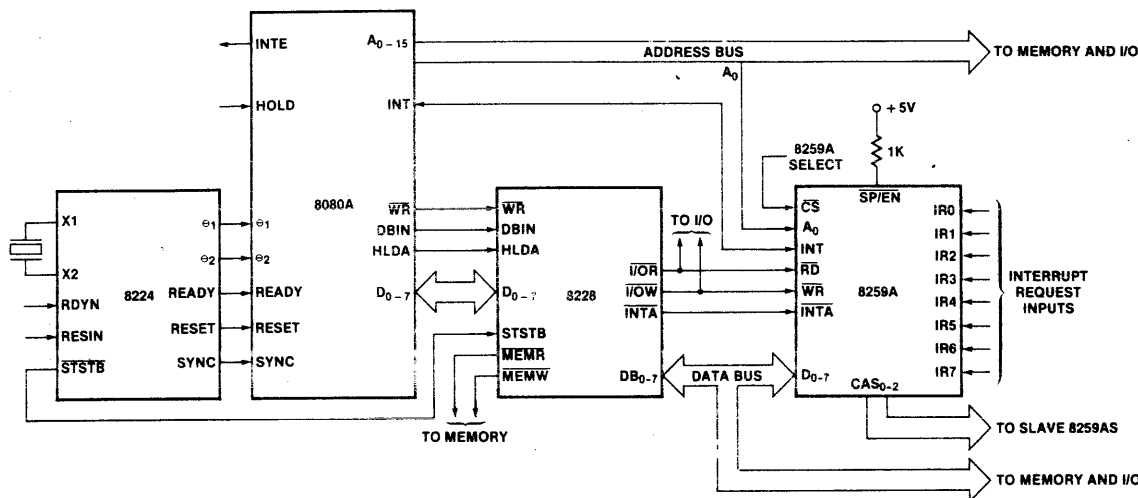 INTE
A0–15
ADDRESS BUS
TO MEMORY AND I/O
A0
HOLD
INT
+5V
1K
8259A
SELECT
SP/EN
X1
X2
8224
RDYN
RESIN
STSTB
ɵ1
ɵ2
READY
RESET
SYNC
ɵ1
ɵ2
READY
RESET
SYNC
8080A
WR
DBIN
HLDA
D0–7
WR
DBIN
HLDA
D0–7
8228
STSTB
MEMR
MEMW
TO MEMORY
I/OR
I/OW
INTA
DB0–7
TO I/O
DATA BUS
CS
A0
INT
RD
WR
INTA
D0–7
8259A
CAS0–2
IR0
IR1
IR2
IR3
IR4
IR5
IR6
IR7
INTERRUPT
REQUEST
INPUTS
TO SLAVE 8259AS
TO MEMORY AND I/O